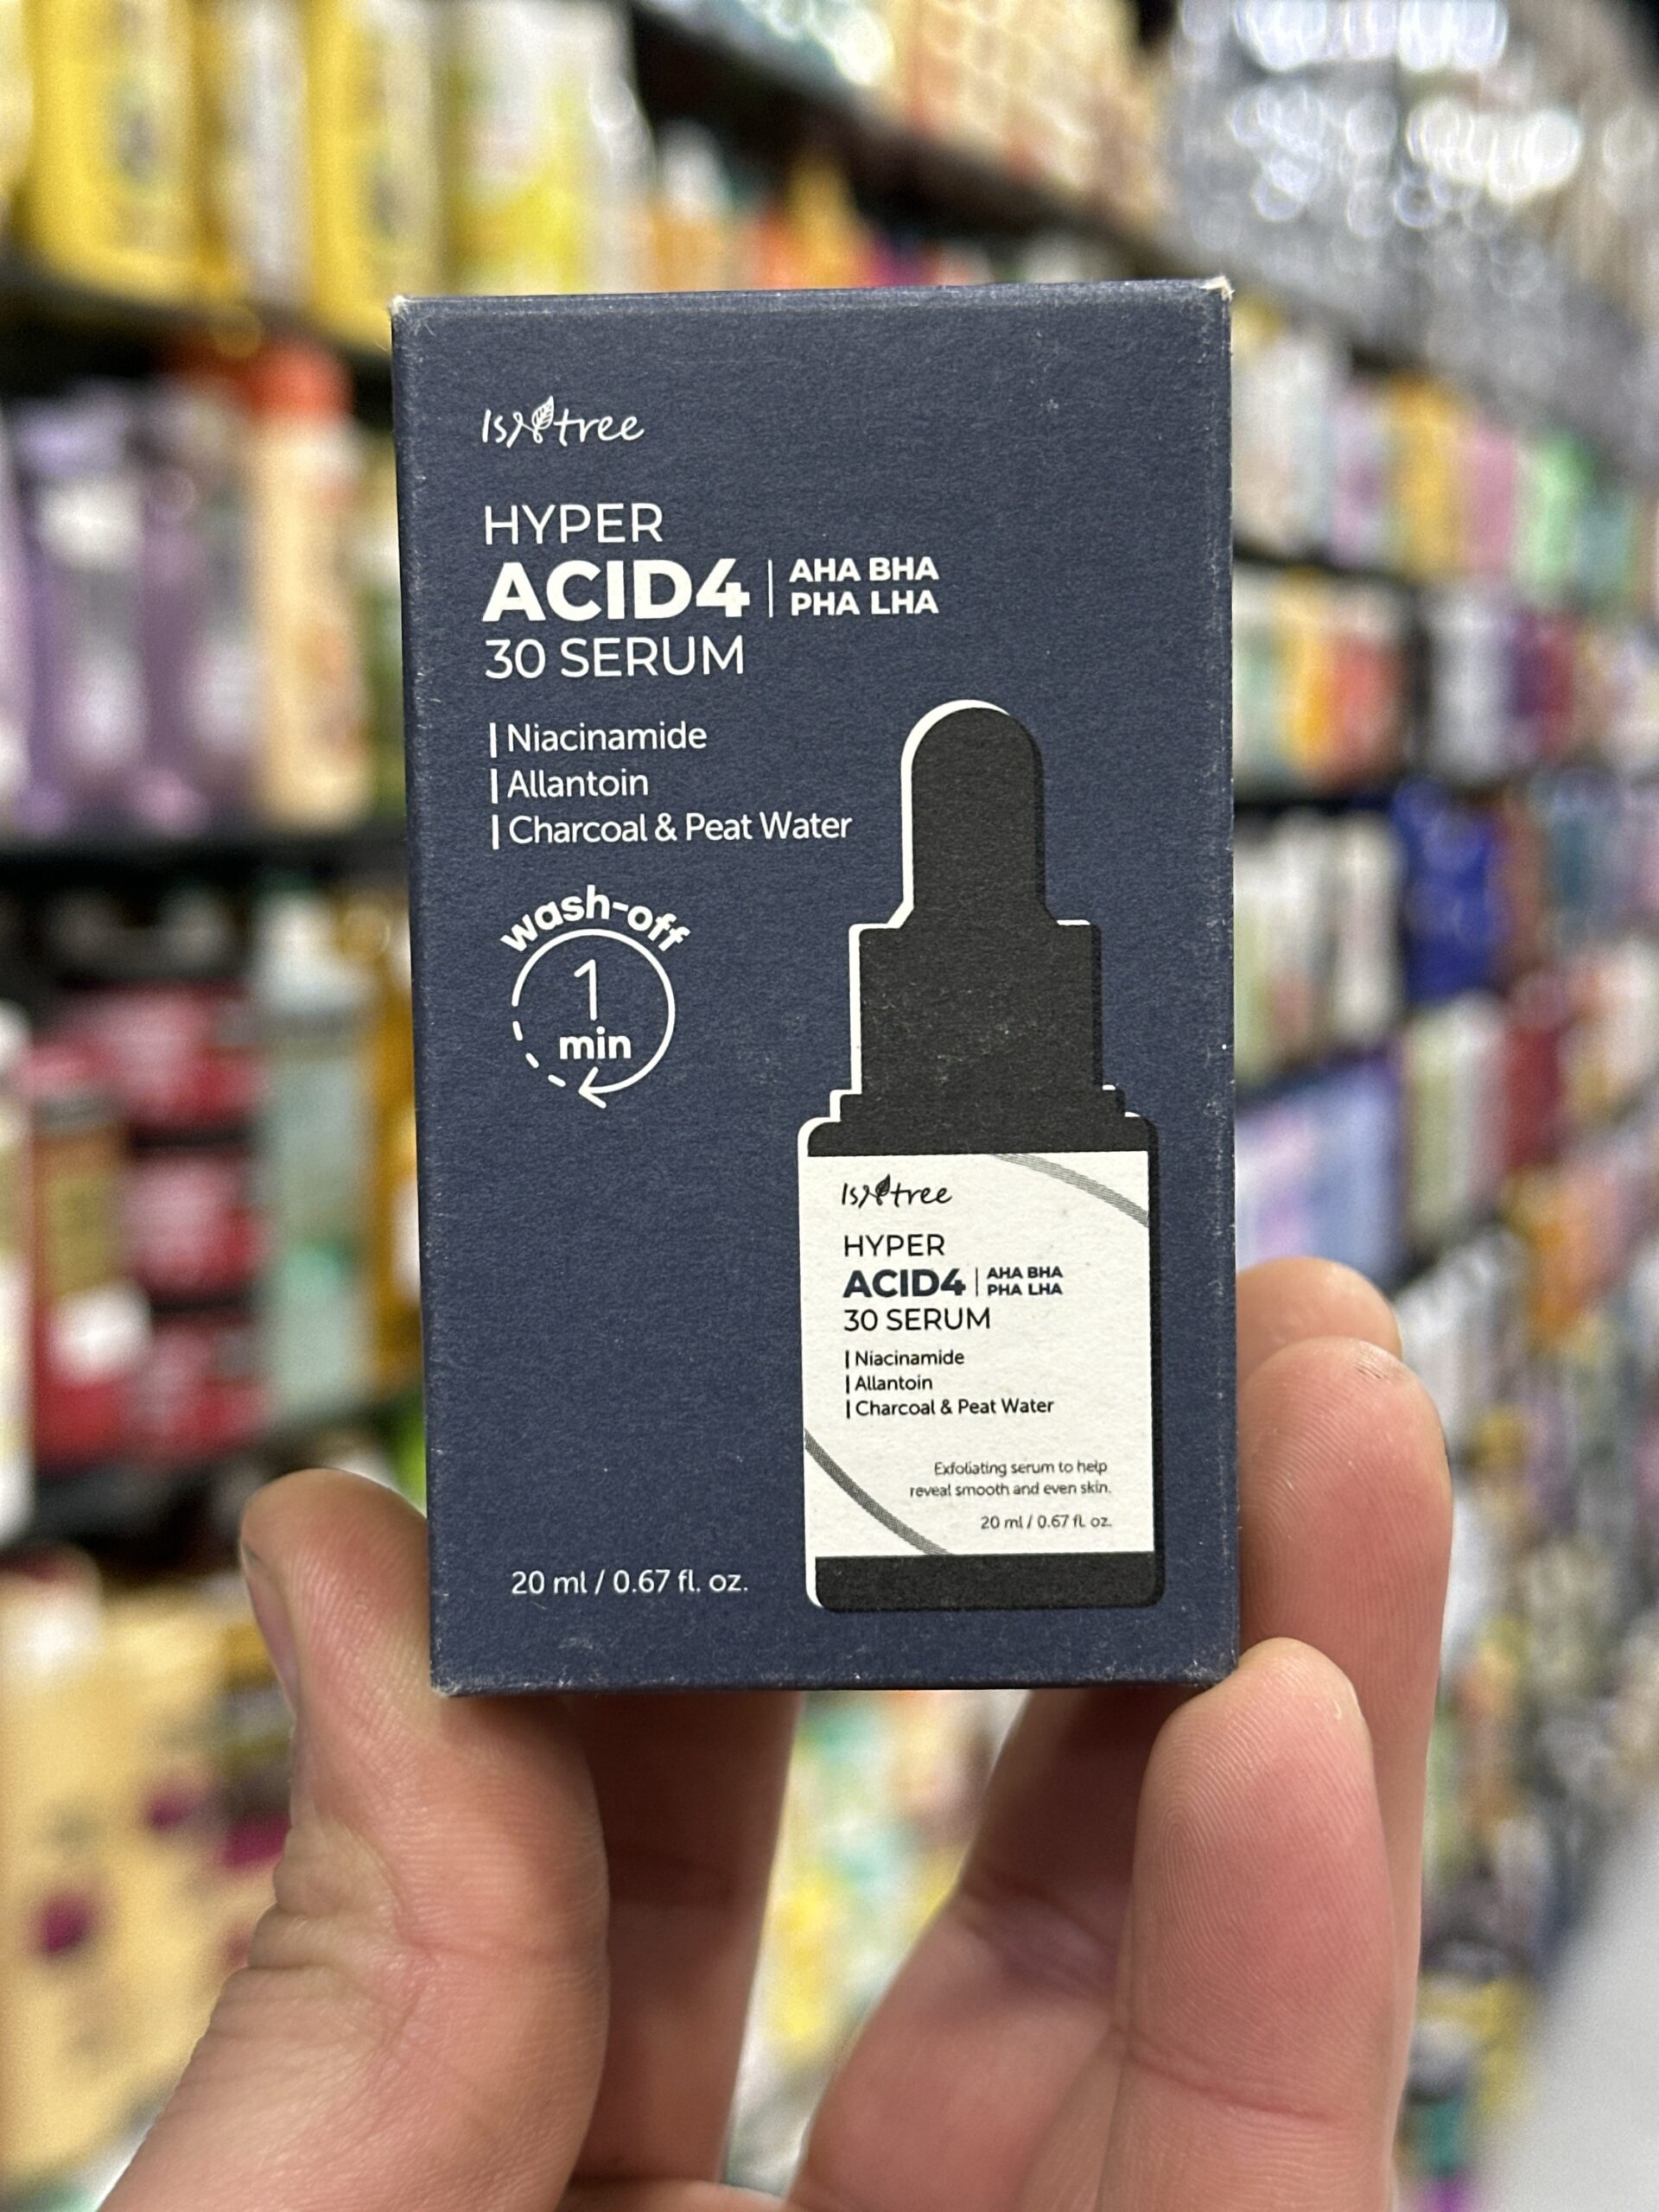 Isntree
HYPER
ACID4 | AHA BHA
PHA LHA
30 SERUM
| Niacinamide
| Allantoin
| Charcoal & Peat Water
wash-off
1
min
Isntree
HYPER
ACID4 | AHA BHA
PHA LHA
30 SERUM
| Niacinamide
| Allantoin
| Charcoal & Peat Water
Exfoliating serum to help
reveal smooth and even skin.
20 ml / 0.67 fl. oz.
20 ml / 0.67 fl. oz.